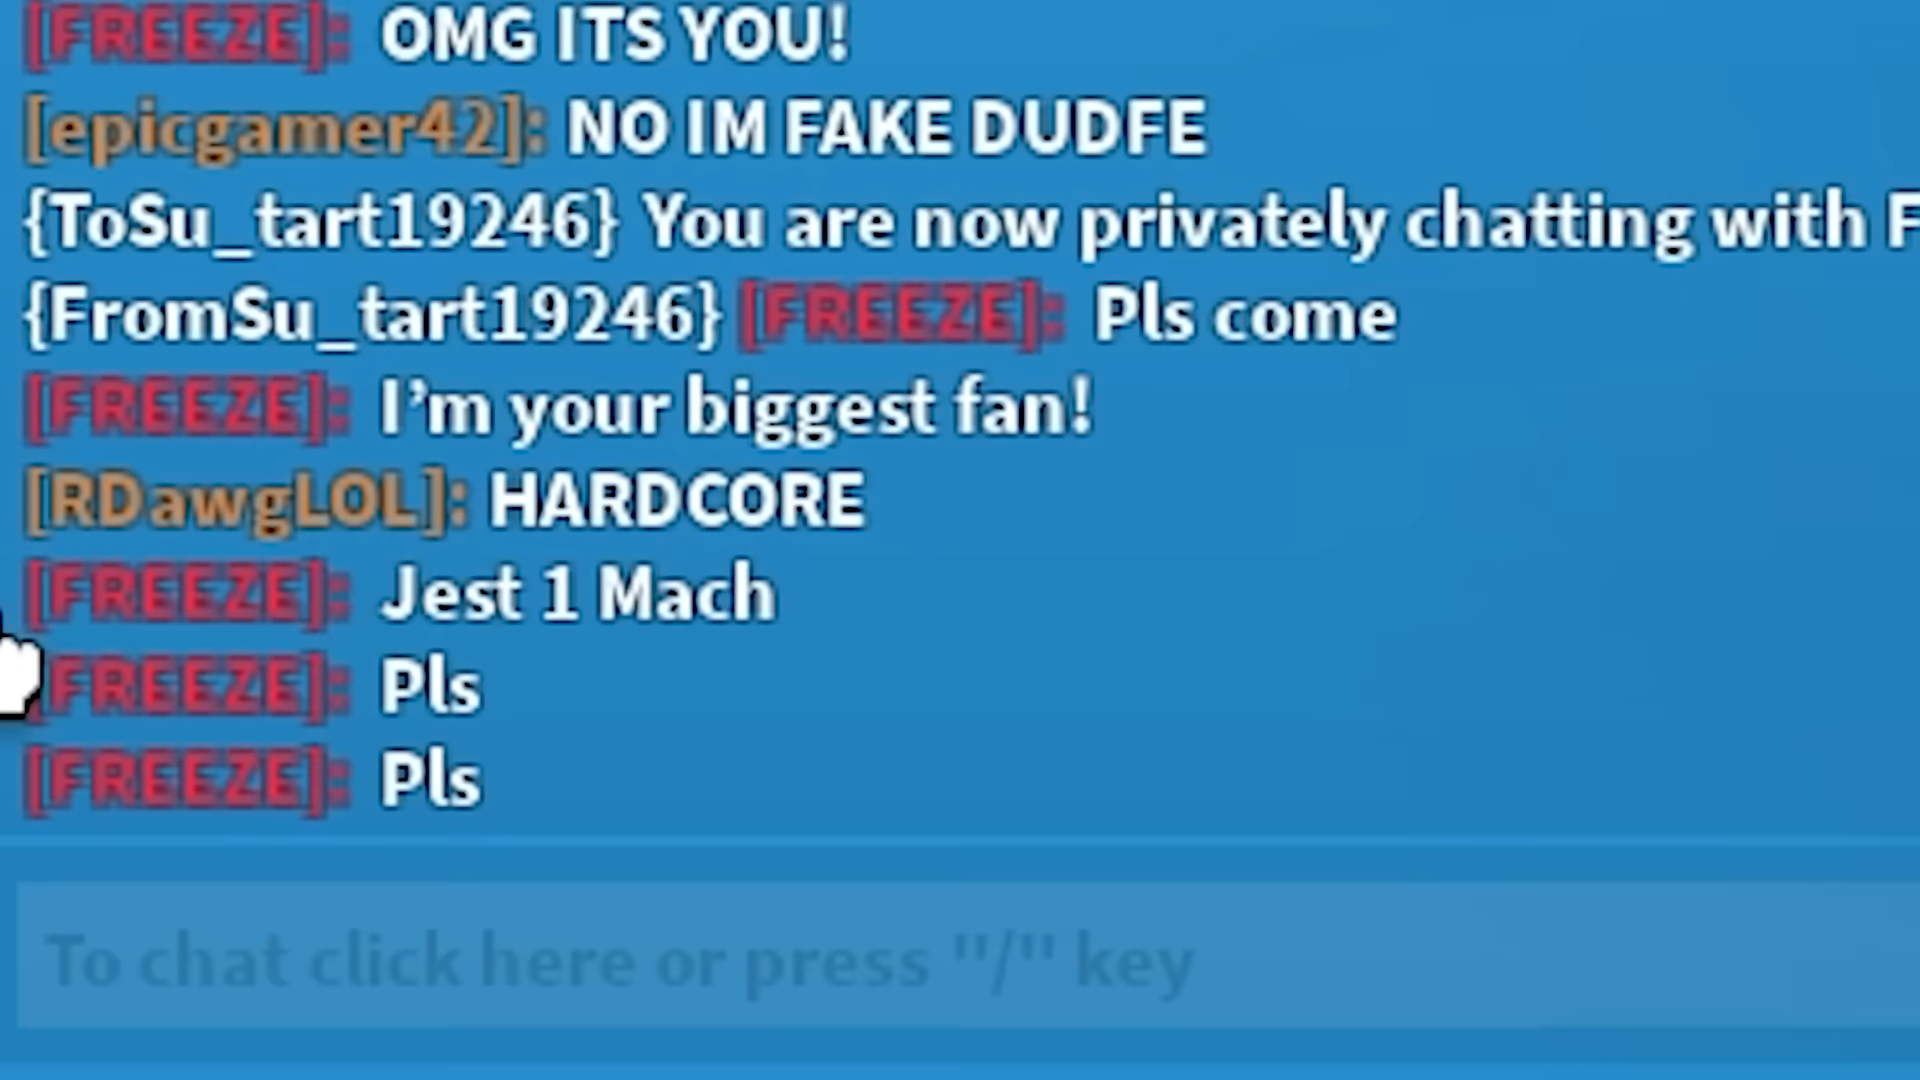 [FREEZE]: OMG ITS YOU!
[epicgamer42]: NO IM FAKE DUDFE
{ToSu_tart19246} You are now privately chatting with F
{FromSu_tart19246} [FREEZE]: Pls come
[FREEZE]: I’m your biggest fan!
[RDawgLOL]: HARDCORE
[FREEZE]: Jest 1 Mach
[FREEZE]: Pls
[FREEZE]: Pls
To chat click here or press "/" key